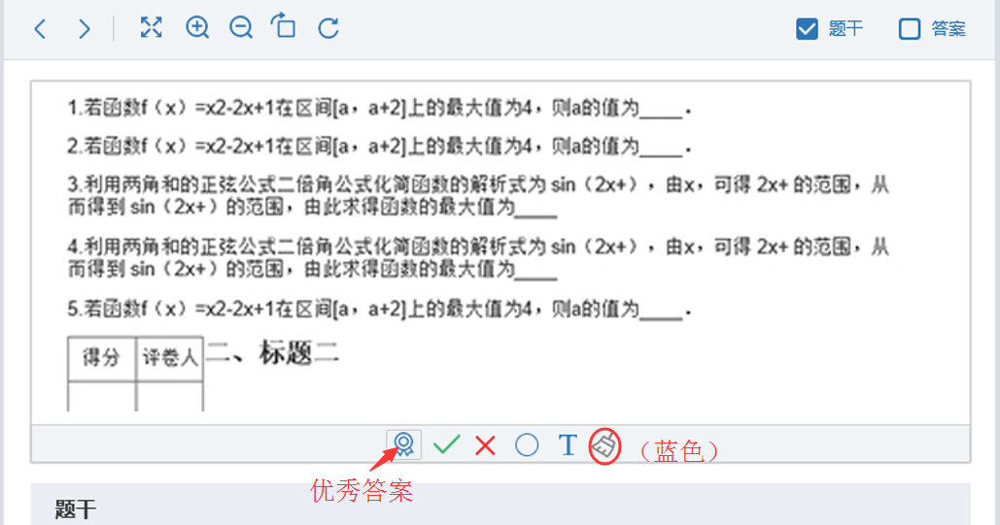 题干 答案
1.若函数f（x）=x2-2x+1在区间[a，a+2]上的最大值为4，则a的值为____．
2.若函数f（x）=x2-2x+1在区间[a，a+2]上的最大值为4，则a的值为____．
3.利用两角和的正弦公式二倍角公式化简函数的解析式为 sin（2x+），由x，可得 2x+ 的范围，从
而得到 sin（2x+）的范围，由此求得函数的最大值为____
4.利用两角和的正弦公式二倍角公式化简函数的解析式为 sin（2x+），由x，可得 2x+ 的范围，从
而得到 sin（2x+）的范围，由此求得函数的最大值为____
5.若函数f（x）=x2-2x+1在区间[a，a+2]上的最大值为4，则a的值为____．
得分 评卷人 二、标题二
T （蓝色）
优秀答案
题干